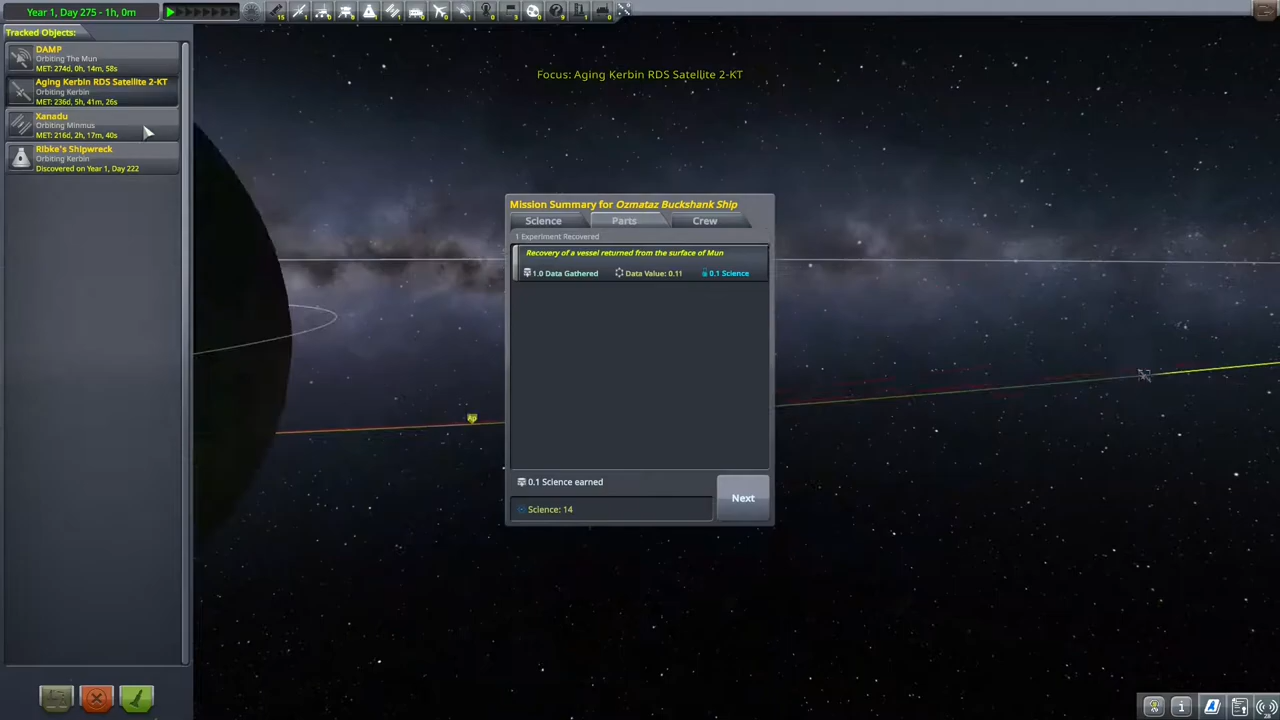 Year 1, Day 275 - 1h, 0m
Tracked Objects:
DAMP
Orbiting The Mun
MET: 274d, 0h, 14m, 58s
Aging Kerbin RDS Satellite 2-KT
Orbiting Kerbin
MET: 236d, 5h, 41m, 26s
Xanadu
Orbiting Minmus
MET: 216d, 2h, 17m, 40s
Ribke's Shipwreck
Orbiting Kerbin
Discovered on Year 1, Day 222
Focus: Aging Kerbin RDS Satellite 2-KT
Mission Summary for Ozmataz Buckshank Ship
Science Parts Crew
1 Experiment Recovered
Recovery of a vessel returned from the surface of Mun
1.0 Data Gathered Data Value: 0.11 0.1 Science
0.1 Science earned
Science: 14
Next
Ap